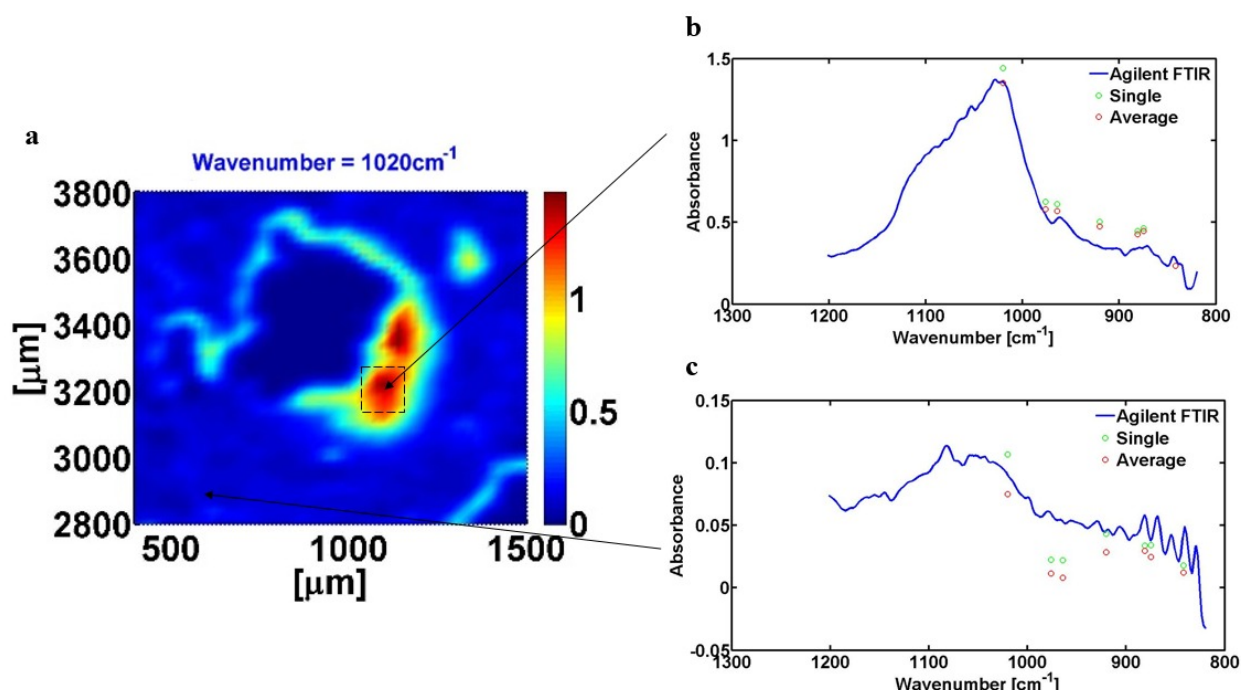 a
Wavenumber = 1020cm⁻¹
3800
3600
3400
3200
3000
2800
[μm]
500 1000 1500
[μm]
1
0.5
0
b
1.5
1
0.5
0
Absorbance
Agilent FTIR
Single
Average
1300 1200 1100 1000 900 800
Wavenumber [cm⁻¹]
c
0.15
0.1
0.05
0
-0.05
Absorbance
Agilent FTIR
Single
Average
1300 1200 1100 1000 900 800
Wavenumber [cm⁻¹]